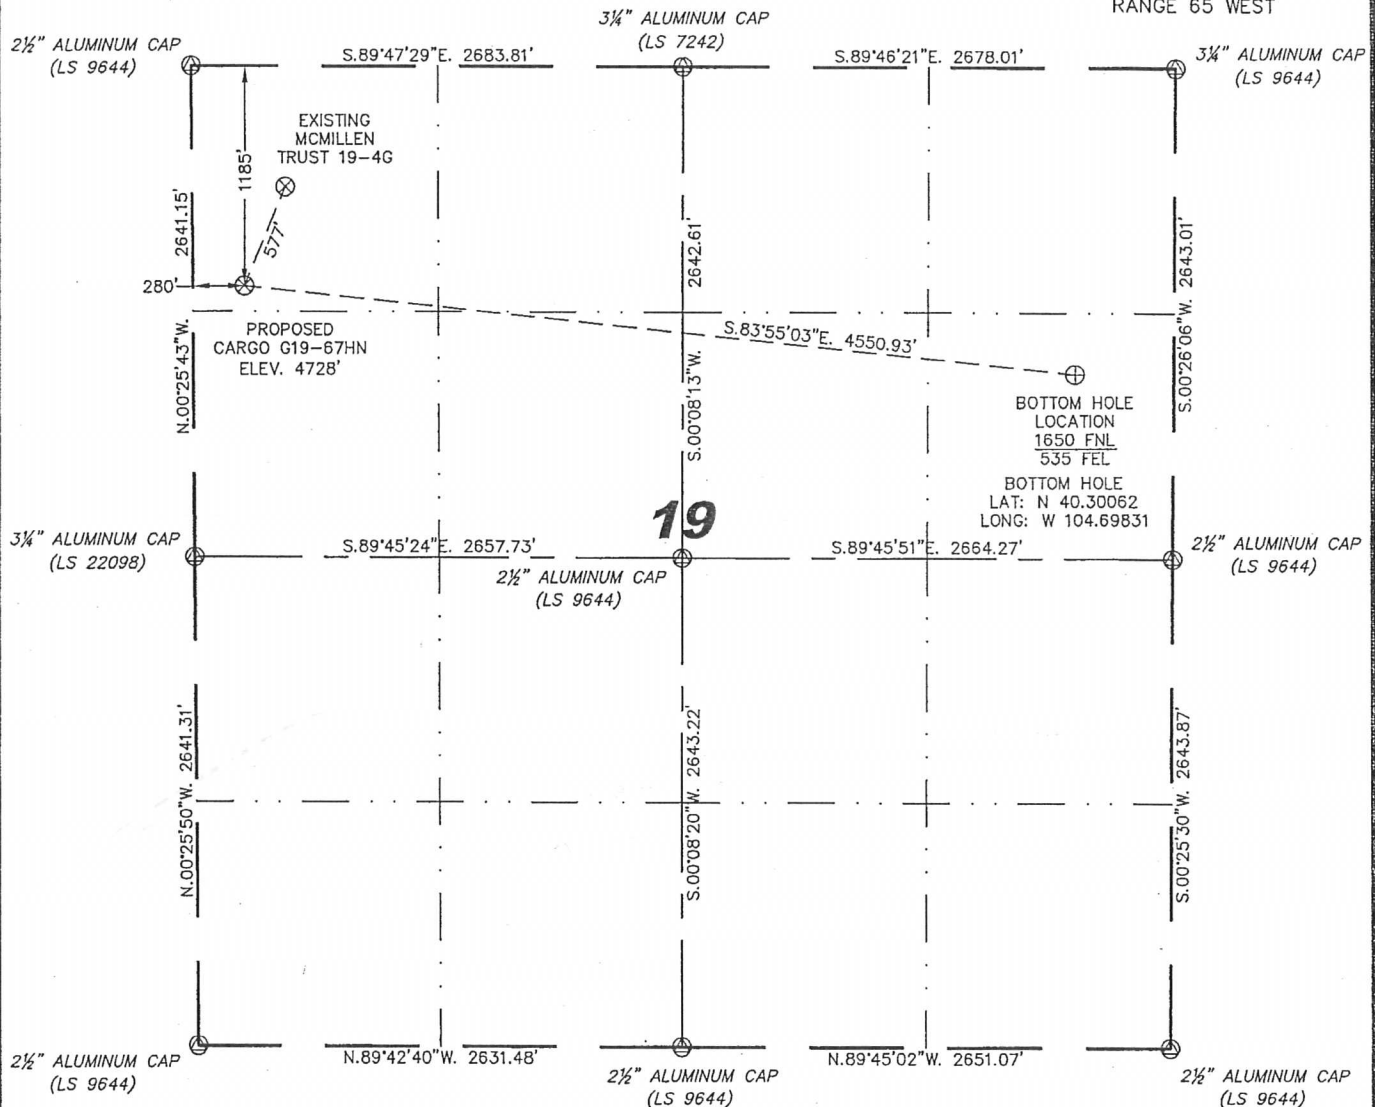 RANGE 65 WEST
3¼" ALUMINUM CAP
(LS 7242)
2½" ALUMINUM CAP
(LS 9644)
S.89°47'29"E. 2683.81'
S.89°46'21"E. 2678.01'
3¼" ALUMINUM CAP
(LS 9644)
EXISTING
MCMILLEN
TRUST 19-4G
1185'
577'
280'
N.00°25'43"W. 2641.15'
S.00°08'13"W. 2642.61'
S.00°26'06"W. 2643.01'
PROPOSED
CARGO G19-67HN
ELEV. 4728'
S.83°55'03"E. 4550.93'
BOTTOM HOLE
LOCATION
1650 FNL
535 FEL
BOTTOM HOLE
LAT: N 40.30062
LONG: W 104.69831
19
3¼" ALUMINUM CAP
(LS 22098)
S.89°45'24"E. 2657.73'
S.89°45'51"E. 2664.27'
2½" ALUMINUM CAP
(LS 9644)
2½" ALUMINUM CAP
(LS 9644)
N.00°25'50"W. 2641.31'
S.00°08'20"W. 2643.22'
S.00°25'30"W. 2643.87'
2½" ALUMINUM CAP
(LS 9644)
N.89°42'40"W. 2631.48'
N.89°45'02"W. 2651.07'
2½" ALUMINUM CAP
(LS 9644)
2½" ALUMINUM CAP
(LS 9644)